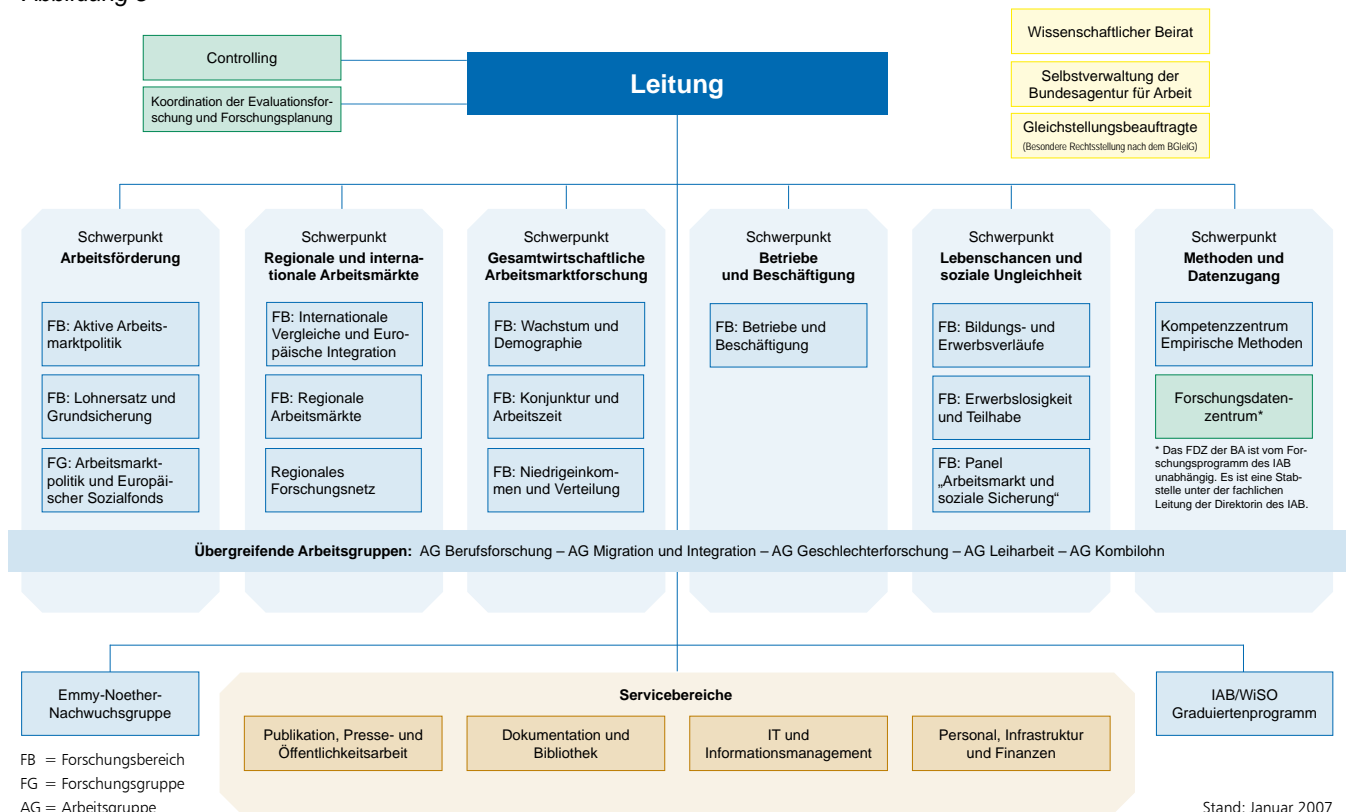 Abbildung
Controlling
Koordination der Evaluationsfor-
schung und Forschungsplanung
Leitung
Wissenschaftlicher Beirat
Selbstverwaltung der
Bundesagentur für Arbeit
Gleichstellungsbeauftragte
(Besondere Rechtsstellung nach dem BGleiG)
Schwerpunkt
Arbeitsförderung
FB: Aktive Arbeits-
marktpolitik
FB: Lohnersatz und
Grundsicherung
FG: Arbeitsmarkt-
politik und Europäi-
scher Sozialfonds
Schwerpunkt
Regionale und interna-
tionale Arbeitsmärkte
FB: Internationale
Vergleiche und Euro-
päische Integration
FB: Regionale
Arbeitsmärkte
Regionales
Forschungsnetz
Schwerpunkt
Gesamtwirtschaftliche
Arbeitsmarktforschung
FB: Wachstum und
Demographie
FB: Konjunktur und
Arbeitszeit
FB: Niedrigeinkom-
men und Verteilung
Schwerpunkt
Betriebe
und Beschäftigung
FB: Betriebe und
Beschäftigung
Schwerpunkt
Lebenschancen und
soziale Ungleichheit
FB: Bildungs- und
Erwerbsverläufe
FB: Erwerbslosigkeit
und Teilhabe
FB: Panel
„Arbeitsmarkt und
soziale Sicherung“
Schwerpunkt
Methoden und
Datenzugang
Kompetenzzentrum
Empirische Methoden
Forschungsdaten-
zentrum*
* Das FDZ der BA ist vom For-
schungsprogramm des IAB
unabhängig. Es ist eine Stab-
stelle unter der fachlichen
Leitung der Direktorin des IAB.
Übergreifende Arbeitsgruppen: AG Berufsforschung – AG Migration und Integration – AG Geschlechterforschung – AG Leiharbeit – AG Kombilohn
Emmy-Noether-
Nachwuchsgruppe
Servicebereiche
Publikation, Presse- und
Öffentlichkeitsarbeit
Dokumentation und
Bibliothek
IT und
Informationsmanagement
Personal, Infrastruktur
und Finanzen
IAB/WiSO
Graduiertenprogramm
FB = Forschungsbereich
FG = Forschungsgruppe
AG = Arbeitsgruppe
Stand: Januar 2007